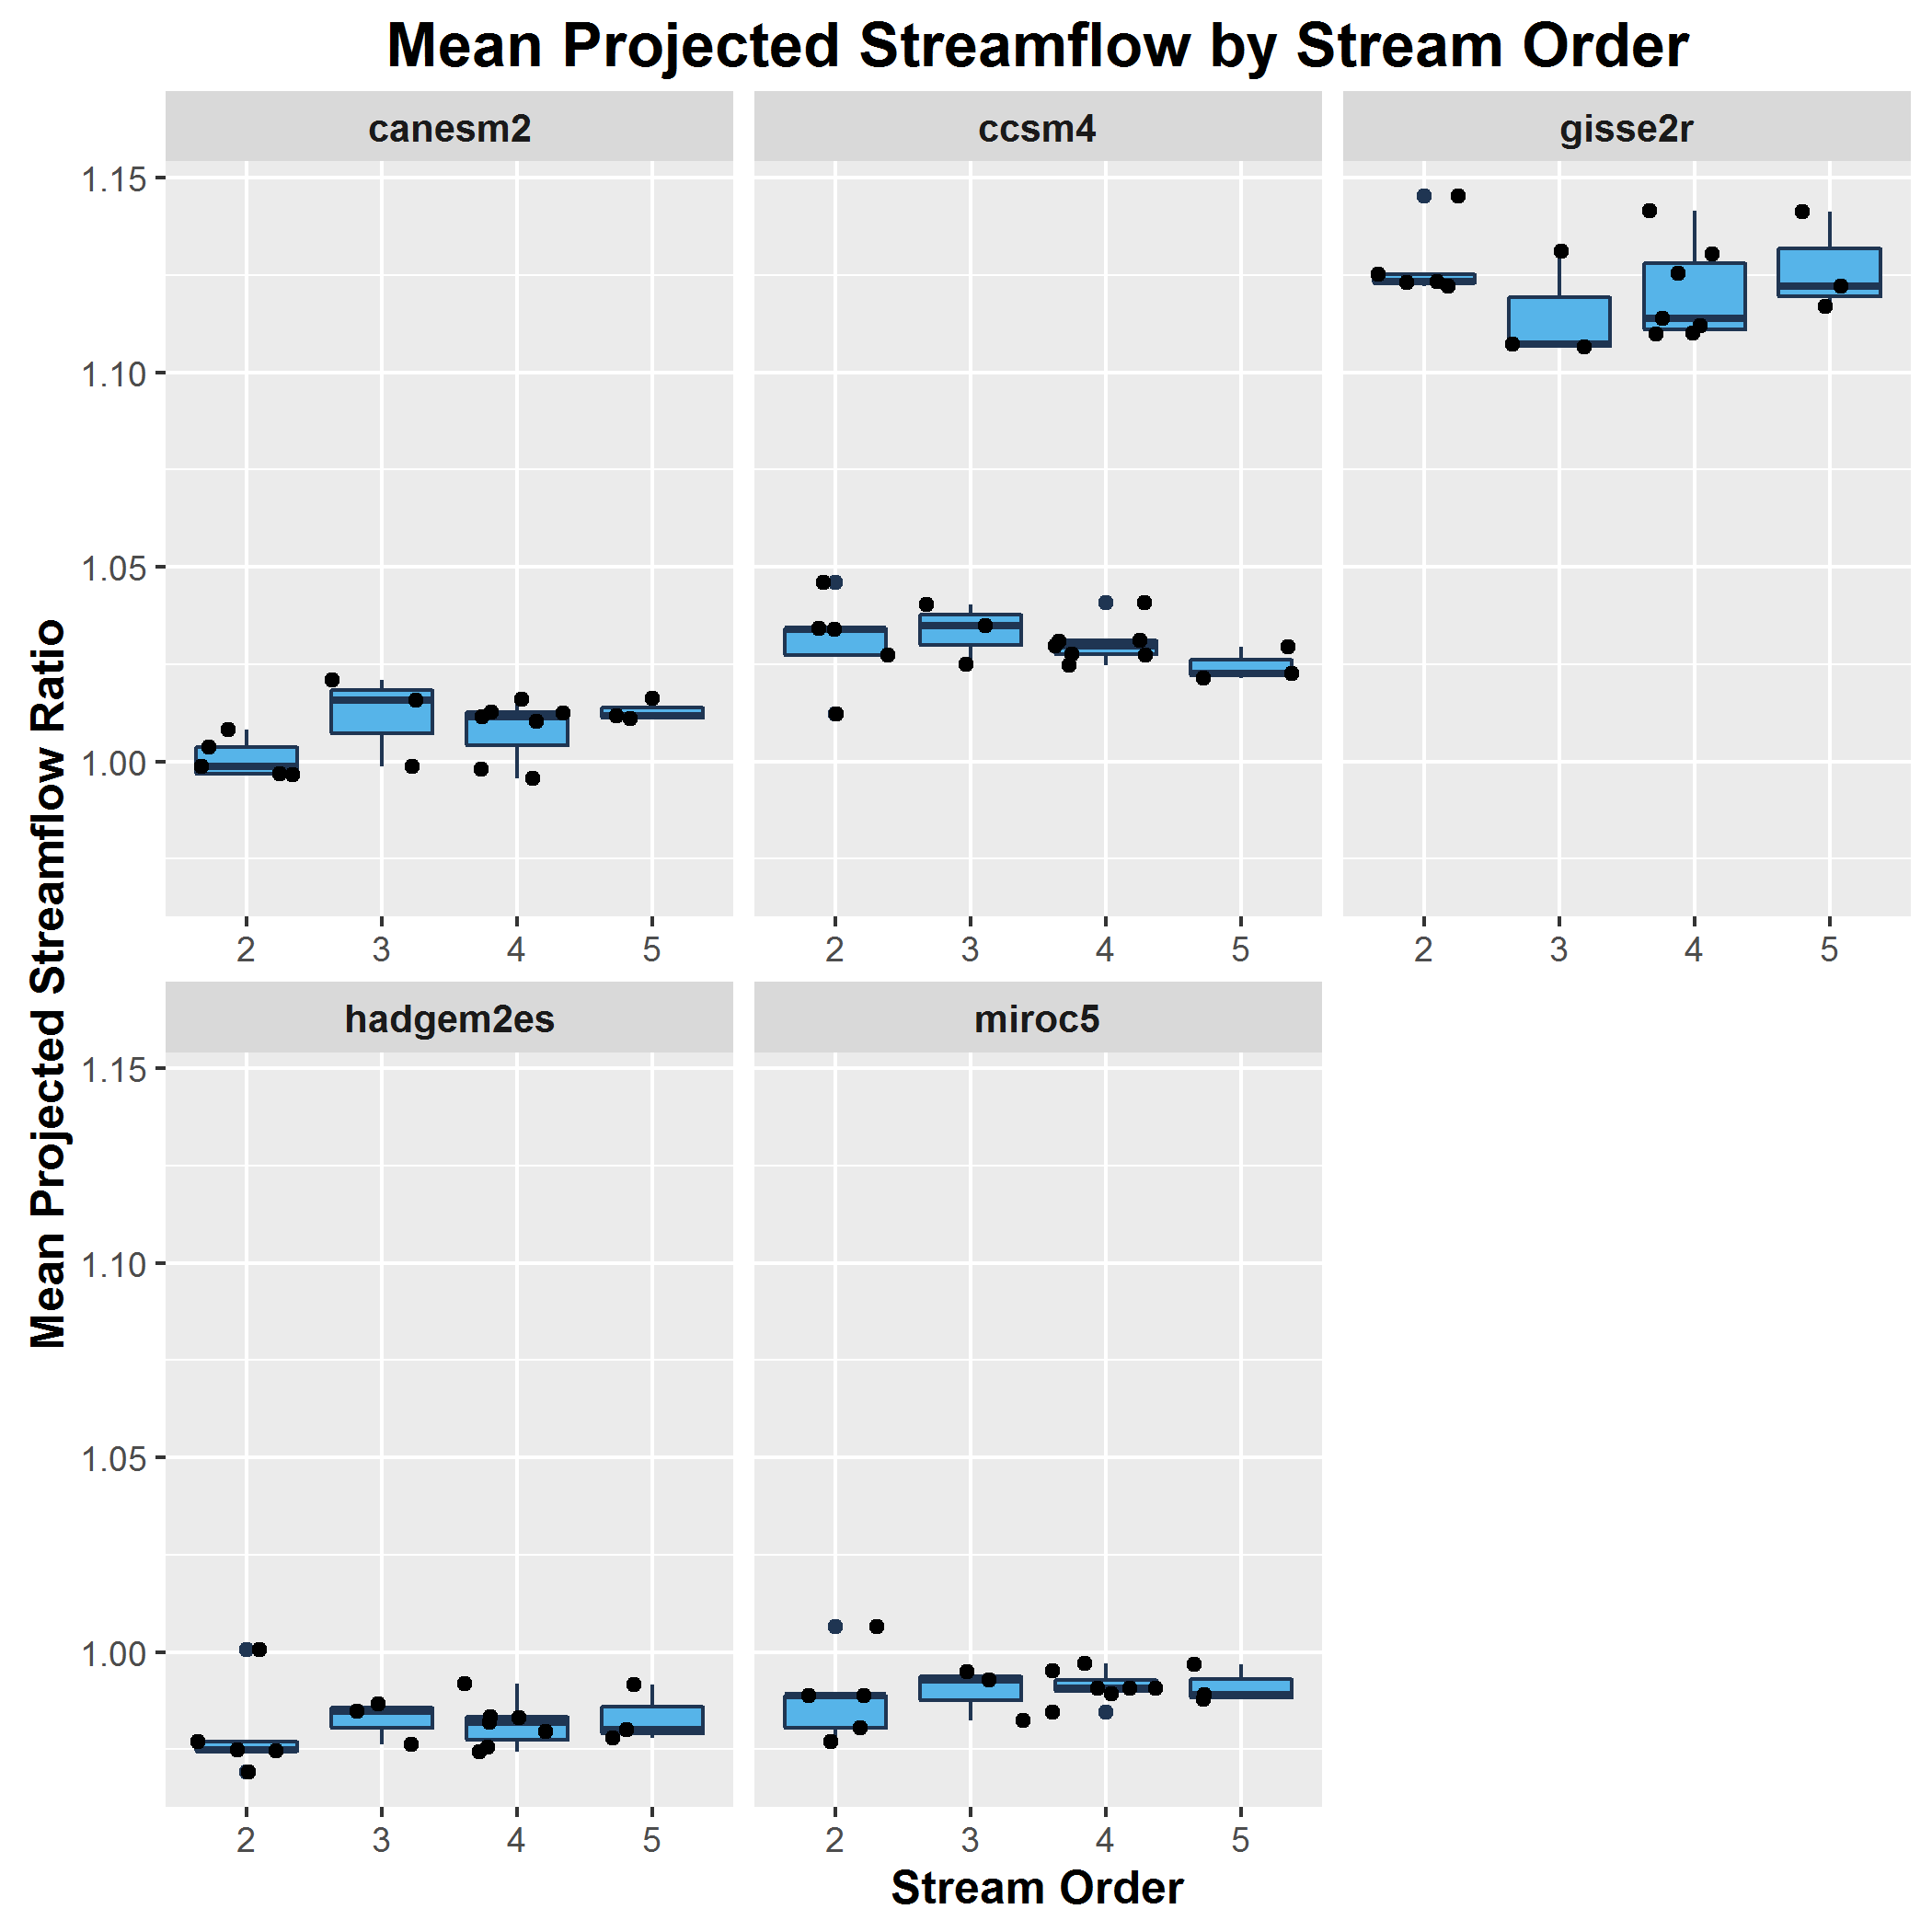 Mean Projected Streamflow by Stream Order
canesm2
ccsm4
gisse2r
1.15
1.10
1.05
1.00
2 3 4 5
2 3 4 5
2 3 4 5
Mean Projected Streamflow Ratio
hadgem2es
miroc5
1.15
1.10
1.05
1.00
2 3 4 5
2 3 4 5
Stream Order